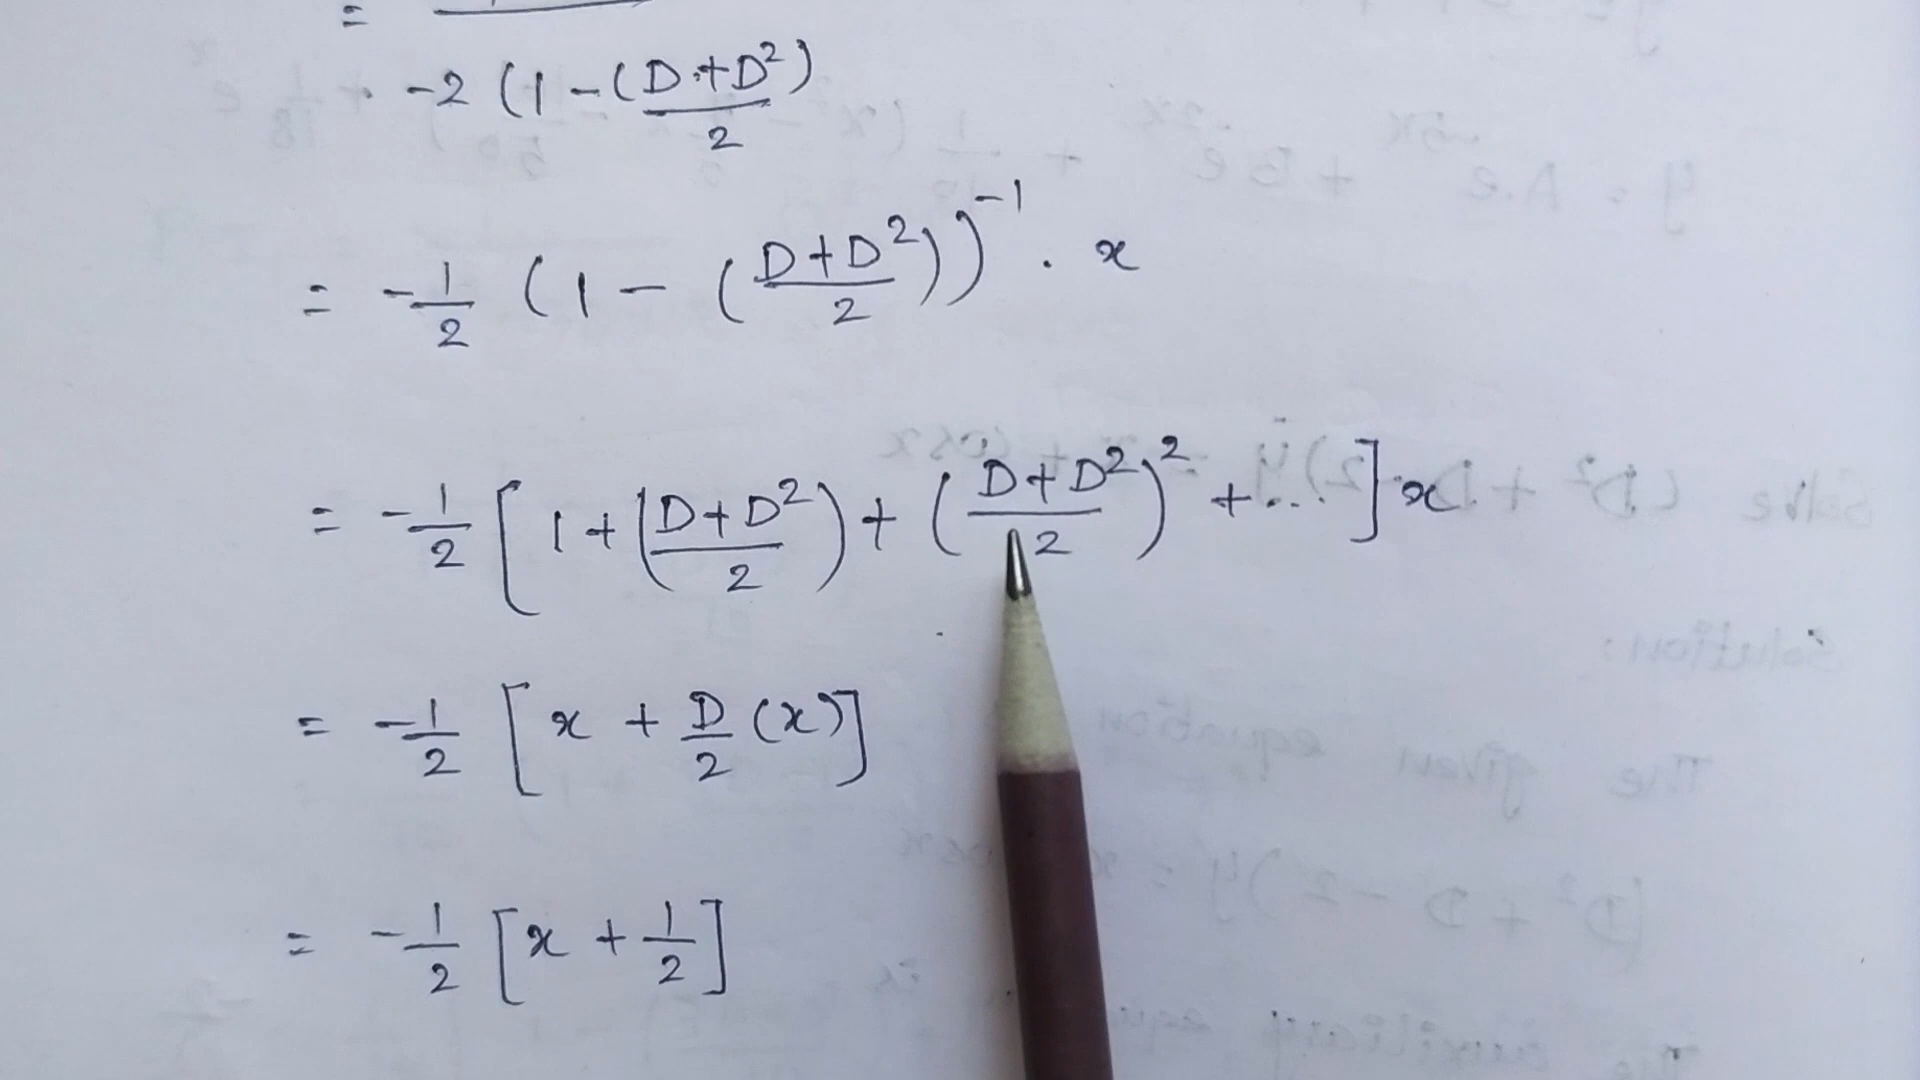 =
-2 (1 - (D+D²)/2
= -1/2 (1 - ((D+D²)/2))⁻¹ . x
= -1/2 [1 + ((D+D²)/2) + ((D+D²)/2)² + ... ] x
= -1/2 [x + D/2 (x)]
= -1/2 [x + 1/2]